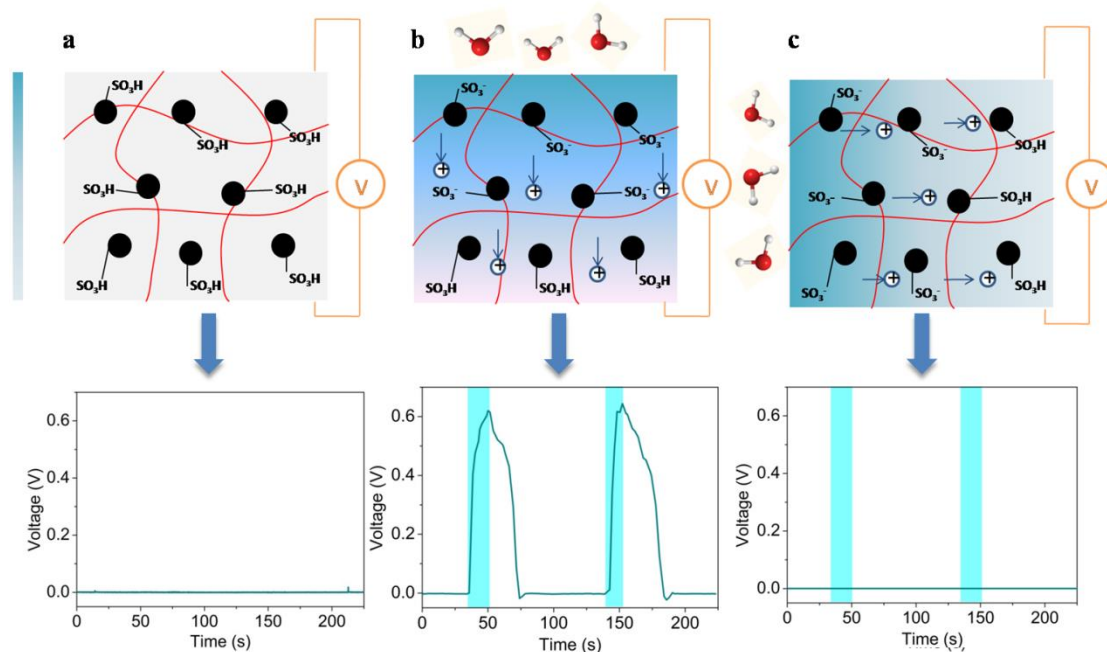 a
SO₃H
SO₃H
SO₃H
SO₃H
SO₃H
SO₃H
SO₃H
SO₃H
V
b
SO₃⁻
SO₃⁻
SO₃⁻
SO₃⁻
SO₃⁻
SO₃H
SO₃H
SO₃H
+
+
+
+
+
V
c
SO₃⁻
SO₃⁻
SO₃H
SO₃⁻
SO₃H
SO₃⁻
SO₃⁻
SO₃H
+
+
+
+
+
V
Voltage (V)
0.6
0.4
0.2
0.0
0 50 100 150 200
Time (s)
Voltage (V)
0.6
0.4
0.2
0.0
0 50 100 150 200
Time (s)
Voltage (V)
0.6
0.4
0.2
0.0
0 50 100 150 200
Time (s)